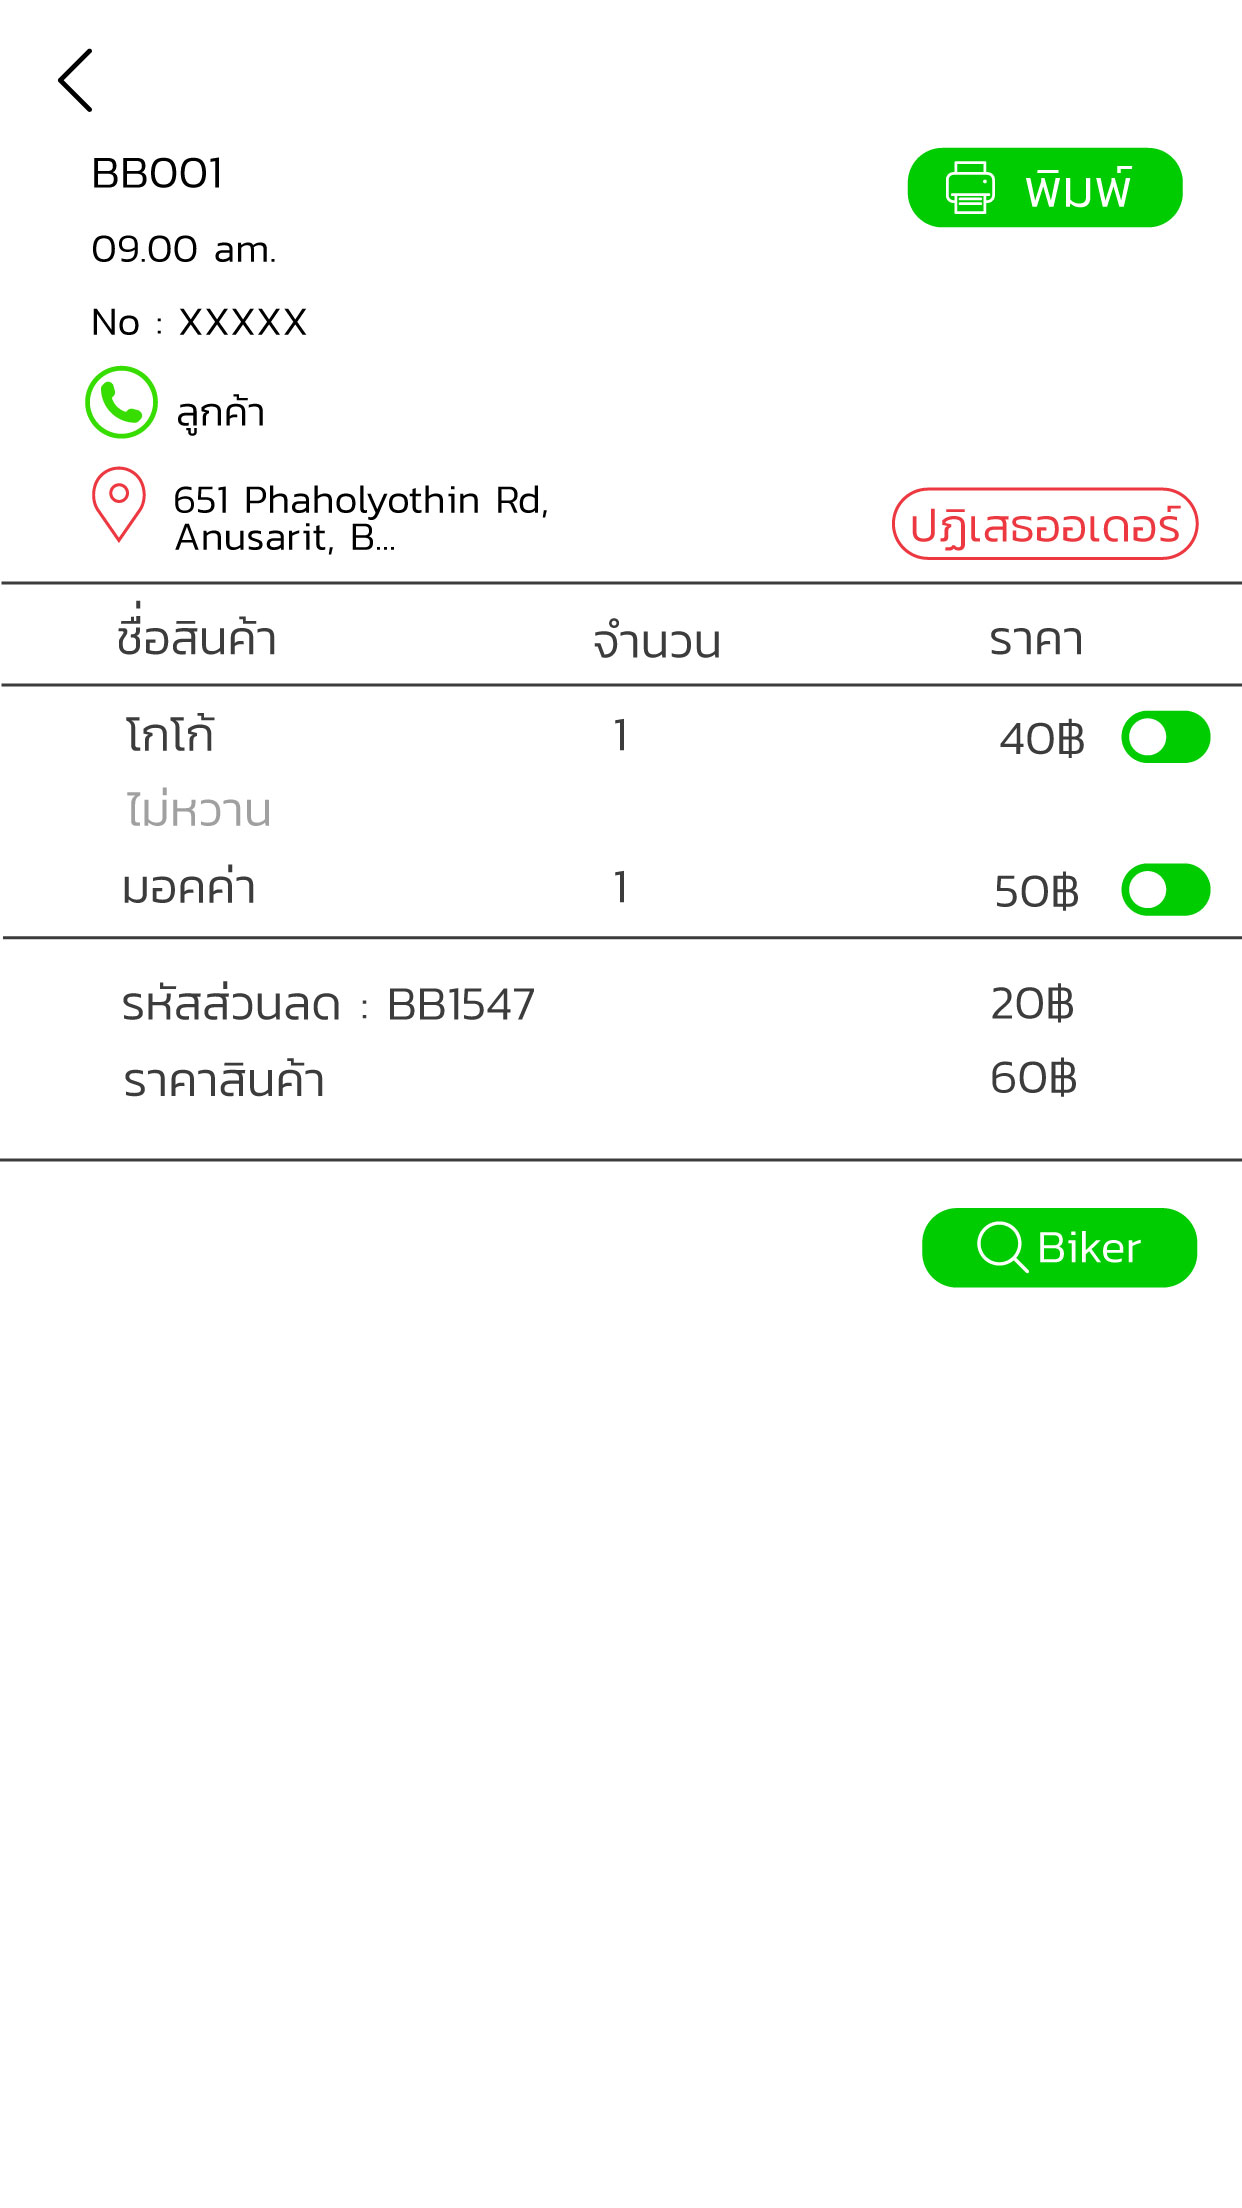 BB001
พิมพ์
09.00 am.
No : XXXXX
ลูกค้า
651 Phaholyothin Rd,
Anusarit, B...
ปฏิเสธออเดอร์
ชื่อสินค้า จำนวน ราคา
โกโก้ 1 40฿
ไม่หวาน
มอคค่า 1 50฿
รหัสส่วนลด : BB1547 20฿
ราคาสินค้า 60฿
Biker